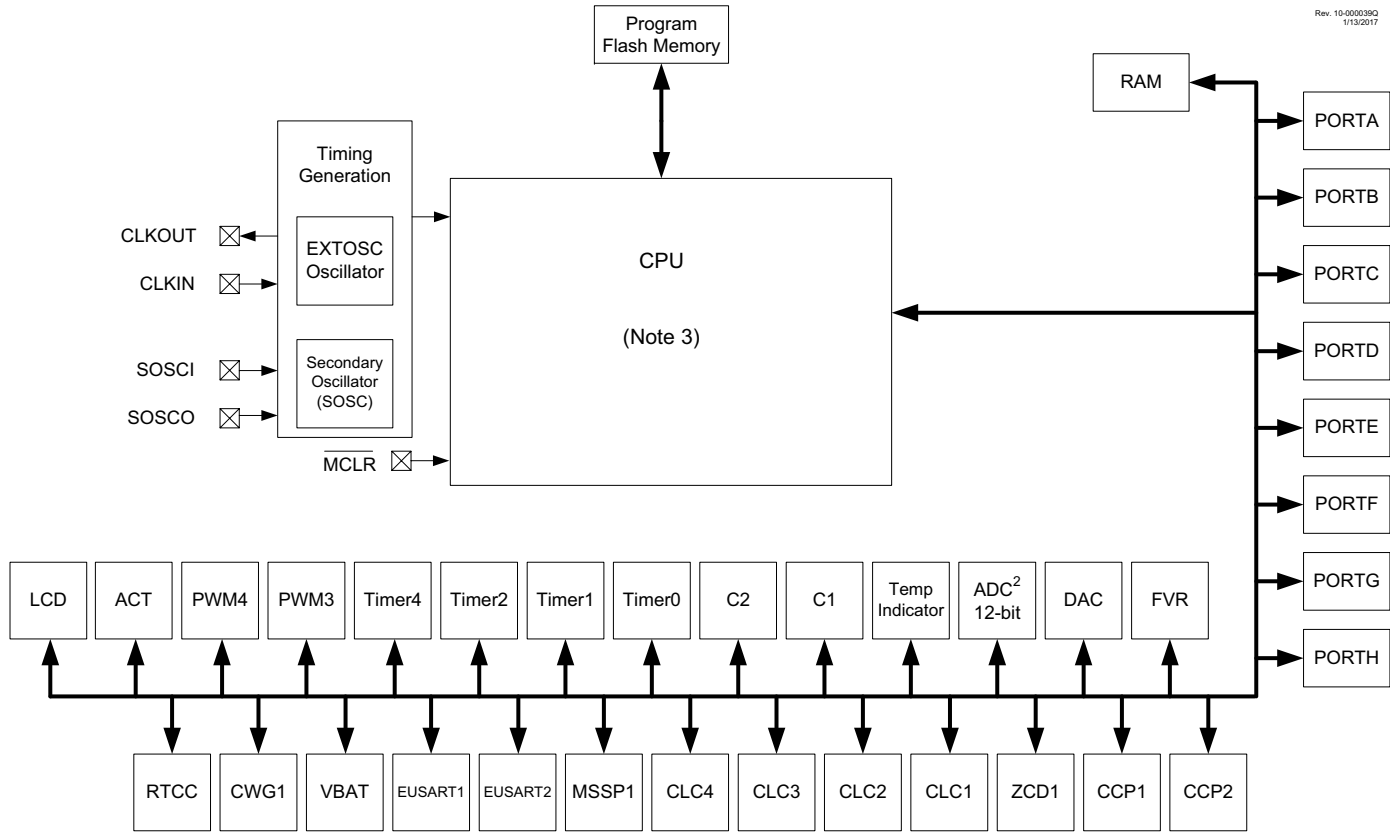 Rev. 10-000039Q
1/13/2017
Program
Flash Memory
RAM
PORTA
Timing
Generation
PORTB
CLKOUT
EXTOSC
Oscillator
CPU
PORTC
CLKIN
(Note 3)
PORTD
SOSCI
Secondary
Oscillator
(SOSC)
SOSCO
PORTE
MCLR
PORTF
LCD
ACT
PWM4
PWM3
Timer4
Timer2
Timer1
Timer0
C2
C1
Temp
Indicator
ADC²
12-bit
DAC
FVR
PORTG
PORTH
RTCC
CWG1
VBAT
EUSART1
EUSART2
MSSP1
CLC4
CLC3
CLC2
CLC1
ZCD1
CCP1
CCP2